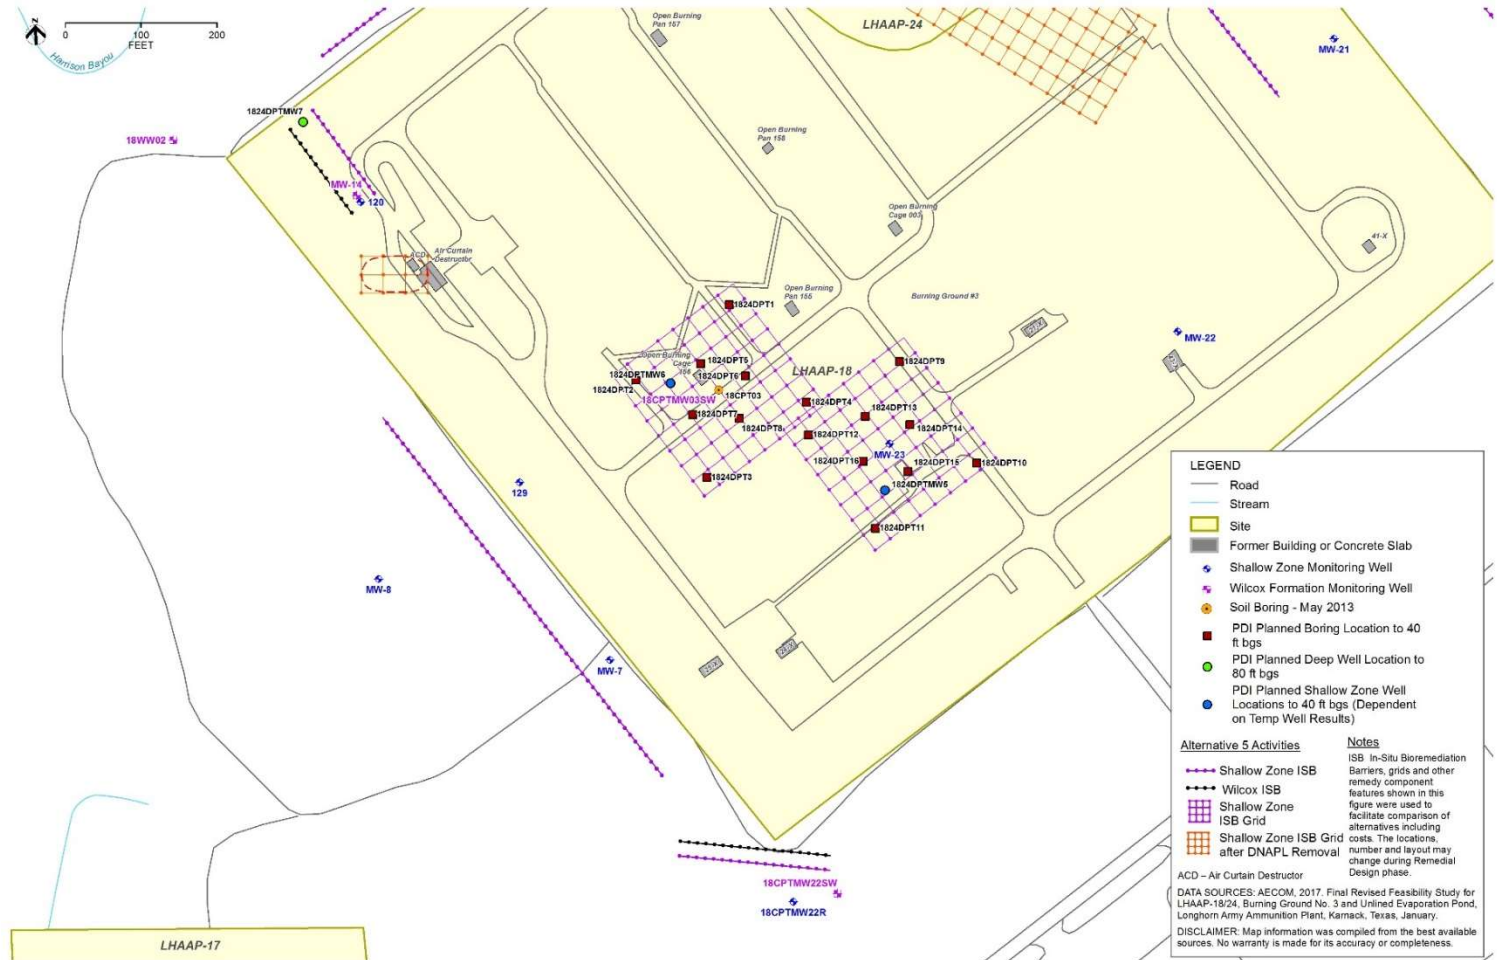 N
0 100 200
FEET
Harrison Bayou
Open Burning
Pan 157
LHAAP-24
MW-21
1824DPTMW7
18WW02
Open Burning
Pan 156
MW-14
120
Open Burning
Cage 003
41-X
ACD
Air Curtain
Destructor
Open Burning
Pan 155
Burning Ground #3
MW-22
1824DPT1
1824DPT9
Open Burning
Cage
1824DPT5
LHAAP-18
1824DPTMW6
1824DPT6
1824DPT2
18CPT03
18CPTMW03SW
1824DPT4
1824DPT7
1824DPT13
1824DPT8
1824DPT14
1824DPT12
MW-23
1824DPT16
1824DPT15
1824DPT10
1824DPT3
1824DPTMW5
129
1824DPT11
MW-8
MW-7
18CPTMW22SW
18CPTMW22R
LHAAP-17
LEGEND
Road
Stream
Site
Former Building or Concrete Slab
Shallow Zone Monitoring Well
Wilcox Formation Monitoring Well
Soil Boring - May 2013
PDI Planned Boring Location to 40
ft bgs
PDI Planned Deep Well Location to
80 ft bgs
PDI Planned Shallow Zone Well
Locations to 40 ft bgs (Dependent
on Temp Well Results)
Alternative 5 Activities
Shallow Zone ISB
Wilcox ISB
Shallow Zone
ISB Grid
Shallow Zone ISB Grid
after DNAPL Removal
Notes
ISB In-Situ Bioremediation
Barriers, grids and other
remedy component
features shown in this
figure were used to
facilitate comparison of
alternatives including
costs. The locations,
number and layout may
change during Remedial
Design phase.
ACD – Air Curtain Destructor
DATA SOURCES: AECOM, 2017. Final Revised Feasibility Study for
LHAAP-18/24, Burning Ground No. 3 and Unlined Evaporation Pond,
Longhorn Army Ammunition Plant, Karnack, Texas, January.
DISCLAIMER: Map information was compiled from the best available
sources. No warranty is made for its accuracy or completeness.